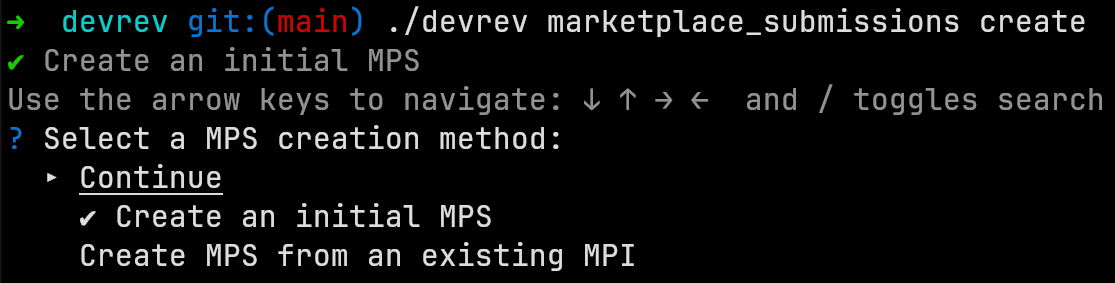 ➜  devrev git:(main) ./devrev marketplace_submissions create
✔ Create an initial MPS
Use the arrow keys to navigate: ↓ ↑ → ←  and / toggles search
? Select a MPS creation method:
  ▸ Continue
    ✔ Create an initial MPS
    Create MPS from an existing MPI